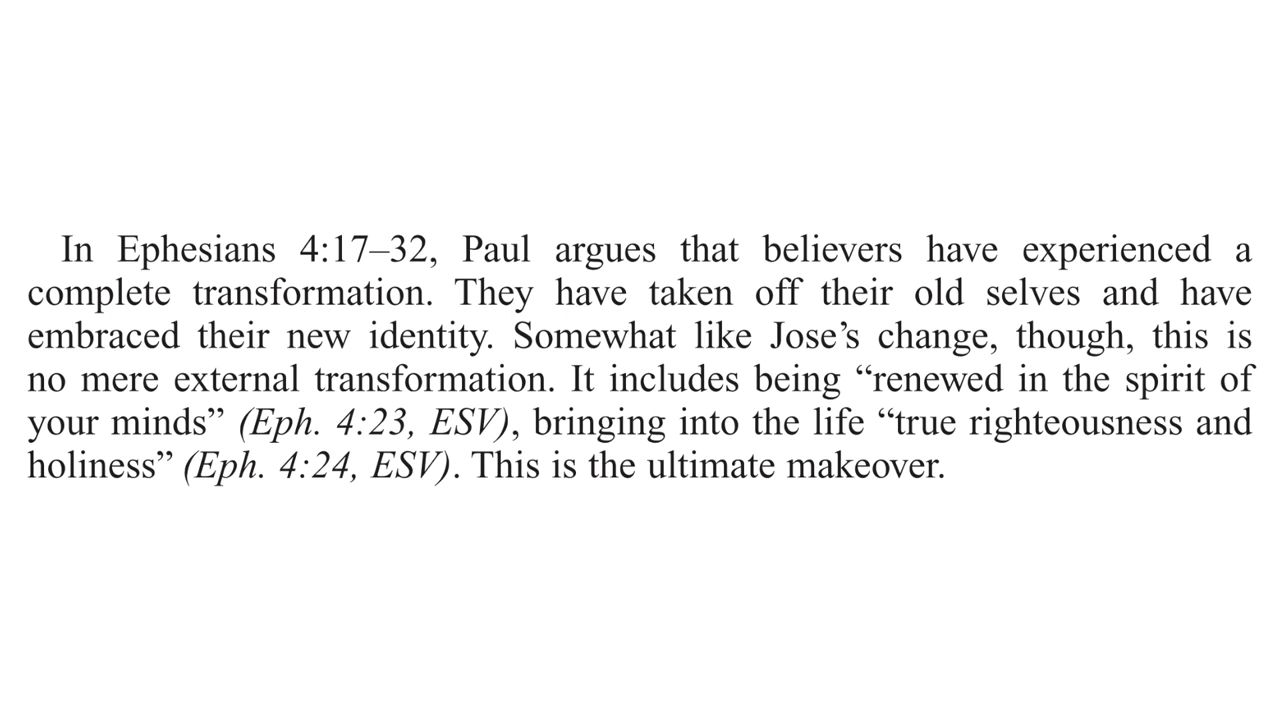 In Ephesians 4:17–32, Paul argues that believers have experienced a
complete transformation. They have taken off their old selves and have
embraced their new identity. Somewhat like Jose’s change, though, this is
no mere external transformation. It includes being “renewed in the spirit of
your minds” (Eph. 4:23, ESV), bringing into the life “true righteousness and
holiness” (Eph. 4:24, ESV). This is the ultimate makeover.